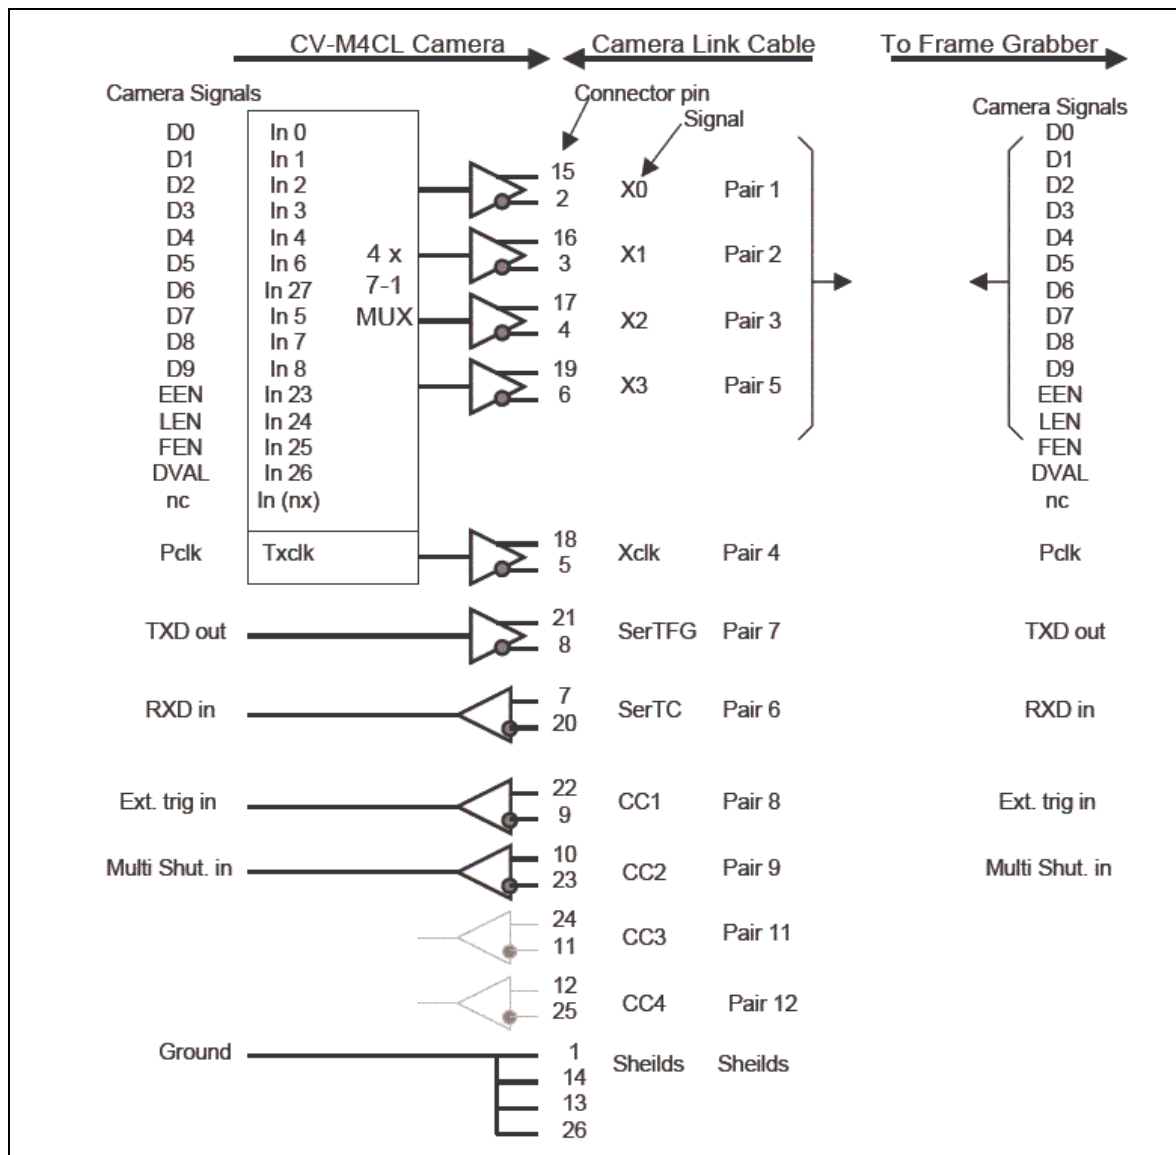 CV-M4CL Camera Camera Link Cable To Frame Grabber
Camera Signals Connector pin Camera Signals
Signal
D0 In 0 D0
D1 In 1 D1
15
D2 In 2 X0 Pair 1 D2
2
D3 In 3 D3
D4 In 4 16 D4
4 x X1 Pair 2
D5 In 6 3 D5
D6 In 27 7-1 D6
17
D7 In 5 MUX X2 Pair 3 D7
4
D8 In 7 D8
D9 In 8 19 D9
X3 Pair 5
EEN In 23 6 EEN
LEN In 24 LEN
FEN In 25 FEN
DVAL In 26 DVAL
nc In (nx) nc
18
Pclk Txclk Xclk Pair 4 Pclk
5
21
TXD out SerTFG Pair 7 TXD out
8
7
RXD in SerTC Pair 6 RXD in
20
22
Ext. trig in CC1 Pair 8 Ext. trig in
9
10
Multi Shut. in CC2 Pair 9 Multi Shut. in
23
24
CC3 Pair 11
11
12
CC4 Pair 12
25
Ground 1
Sheilds Sheilds
14
13
26